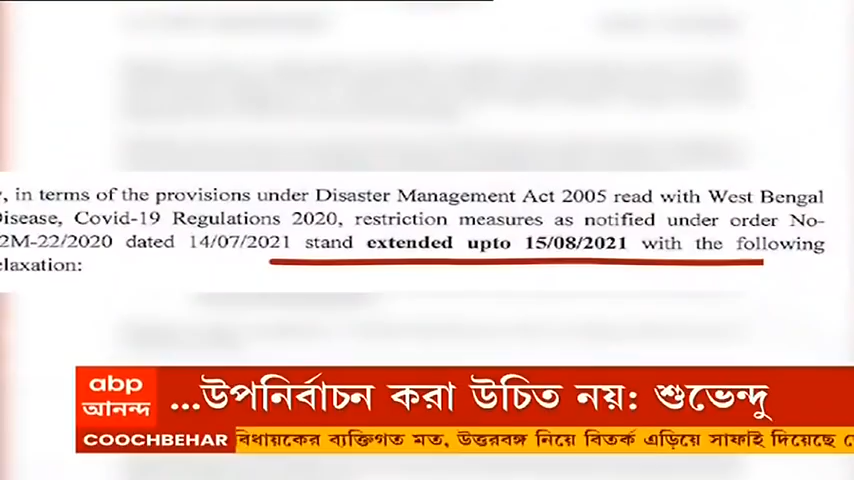 in terms of the provisions under Disaster Management Act 2005 read with West Bengal
Disease, Covid-19 Regulations 2020, restriction measures as notified under order No-
2M-22/2020 dated 14/07/2021 stand extended upto 15/08/2021 with the following
elaxation:
abp
আনন্দ
...উপনির্বাচন করা উচিত নয়: শুভেন্দু
COOCHBEHAR
বিধায়কের ব্যক্তিগত মত, উত্তরবঙ্গ নিয়ে বিতর্ক এড়িয়ে সাফাই দিয়েছে